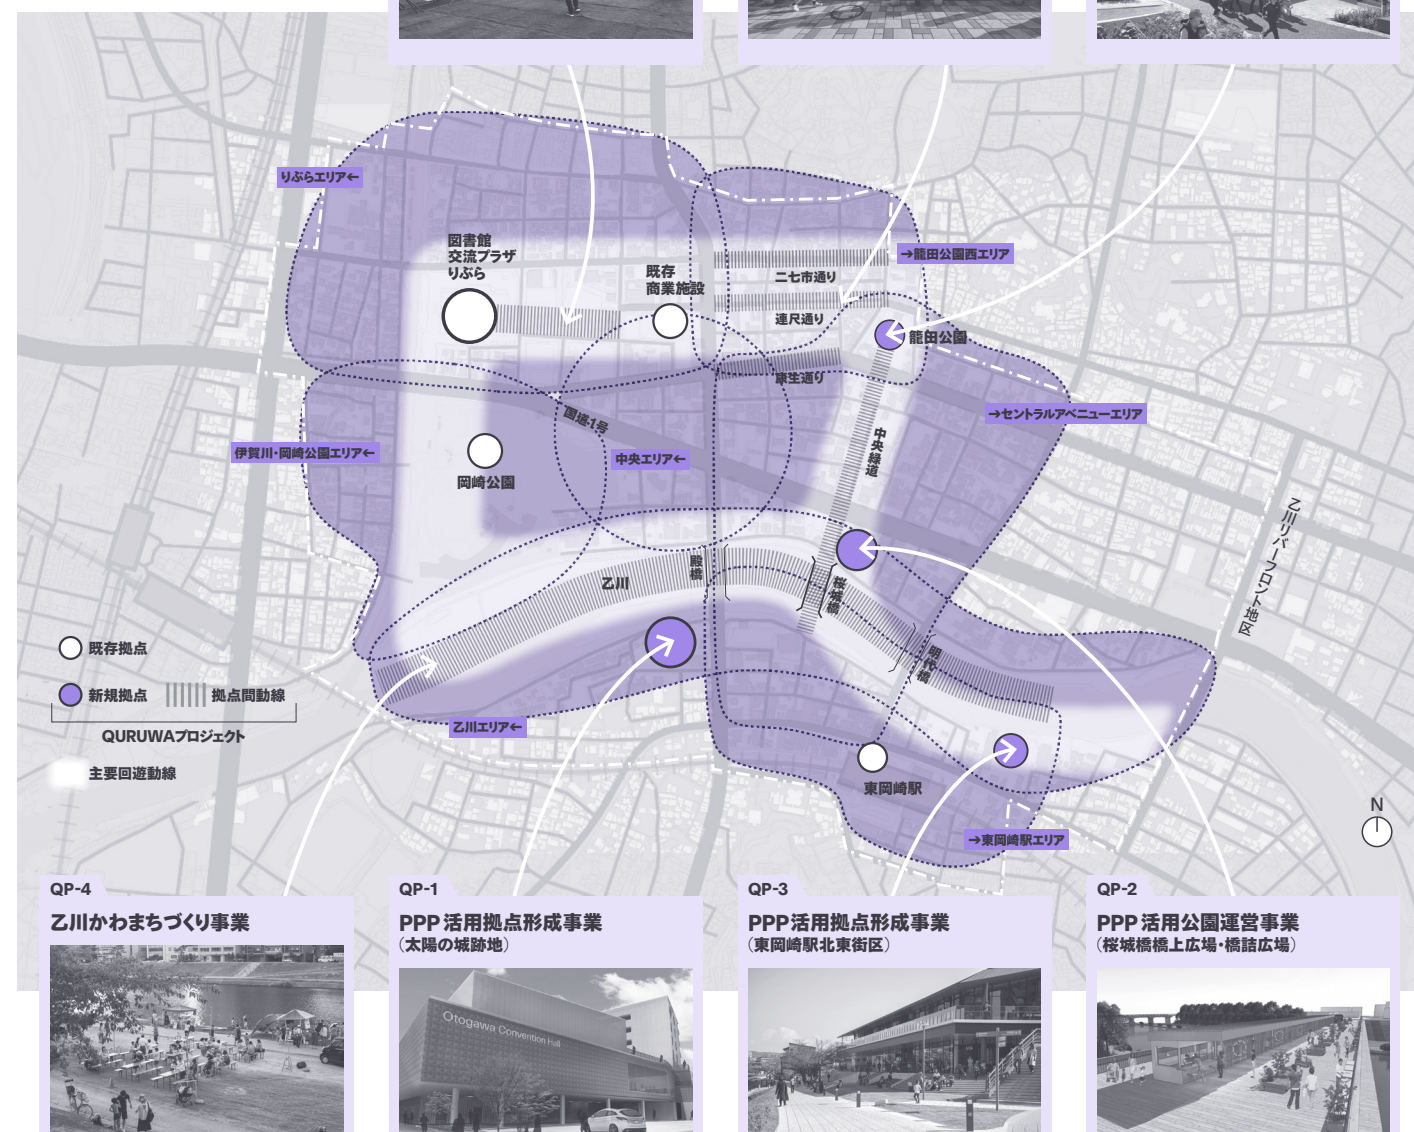 りぶらエリア←
図書館
交流プラザ
りぶら
既存
商業施設
二七市通り
→籠田公園西エリア
連尺通り
籠田公園
康生通り
国道1号
→セントラルアベニューエリア
中央緑道
伊賀川・岡崎公園エリア←
中央エリア←
岡崎公園
乙川リバーフロント地区
殿橋
乙川
桜城橋
明代橋
既存拠点
新規拠点
拠点間動線
QURUWAプロジェクト
主要回遊動線
乙川エリア←
東岡崎駅
→東岡崎駅エリア
N
QP-4
乙川かわまちづくり事業
QP-1
PPP活用拠点形成事業
（太陽の城跡地）
Otogawa Convention Hall
QP-3
PPP活用拠点形成事業
（東岡崎駅北東街区）
QP-2
PPP活用公園運営事業
（桜城橋橋上広場・橋詰広場）